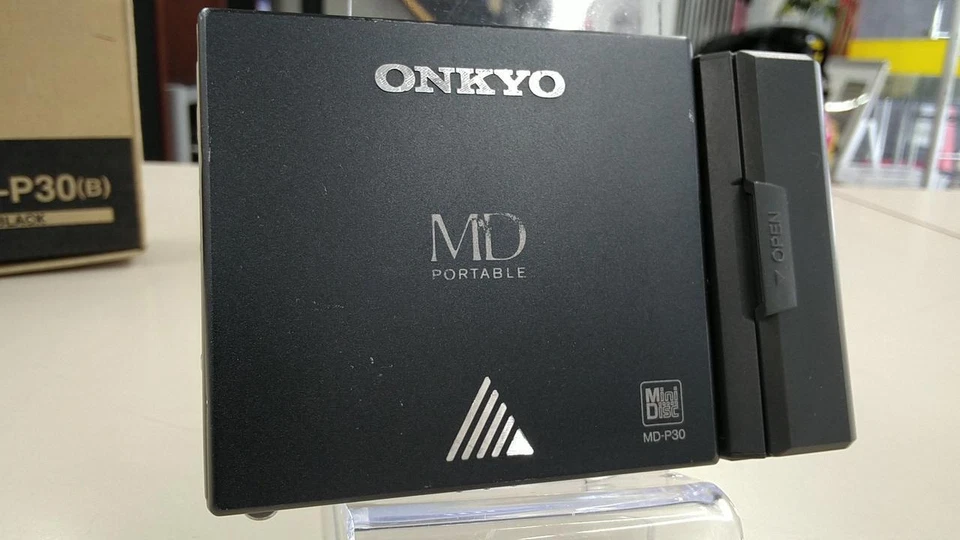 ONKYO
MD
PORTABLE
Mini
Disc
MD-P30
OPEN
-P30(B)
BLACK